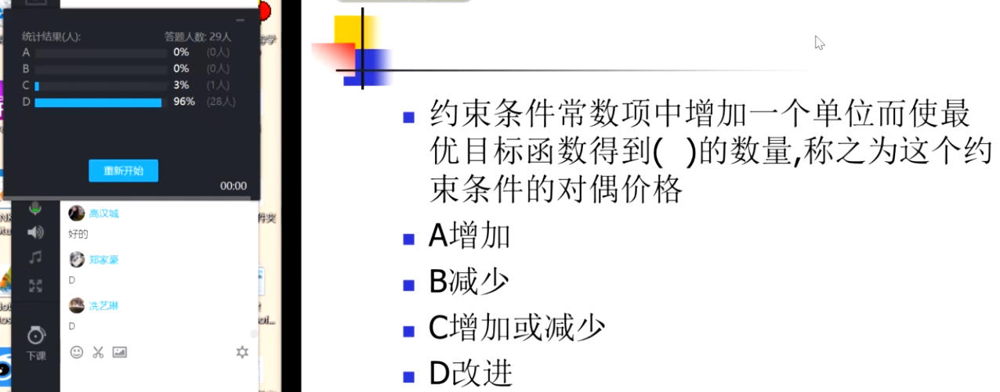 统计结果(人): 答题人数: 29人
A 0% (0人)
B 0% (0人)
C 3% (1人)
D 96% (28人)
重新开始
00:00
高汉城
好的
郑家豪
D
冼艺琳
D
下课
件夹
约束条件常数项中增加一个单位而使最
优目标函数得到( )的数量,称之为这个约
束条件的对偶价格
A增加
B减少
C增加或减少
D改进